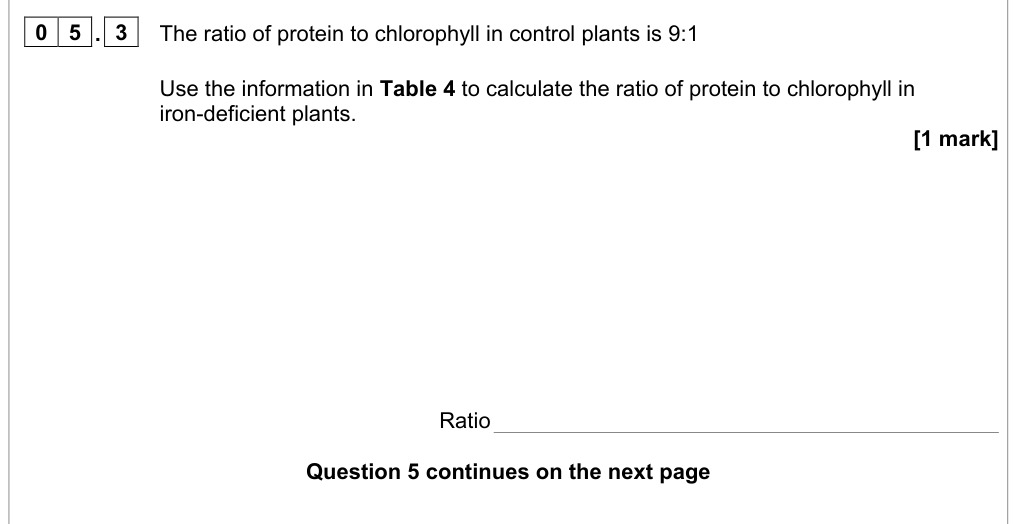 05.3 The ratio of protein to chlorophyll in control plants is 9:1
Use the information in Table 4 to calculate the ratio of protein to chlorophyll in
iron-deficient plants.
[1 mark]
Ratio
Question 5 continues on the next page